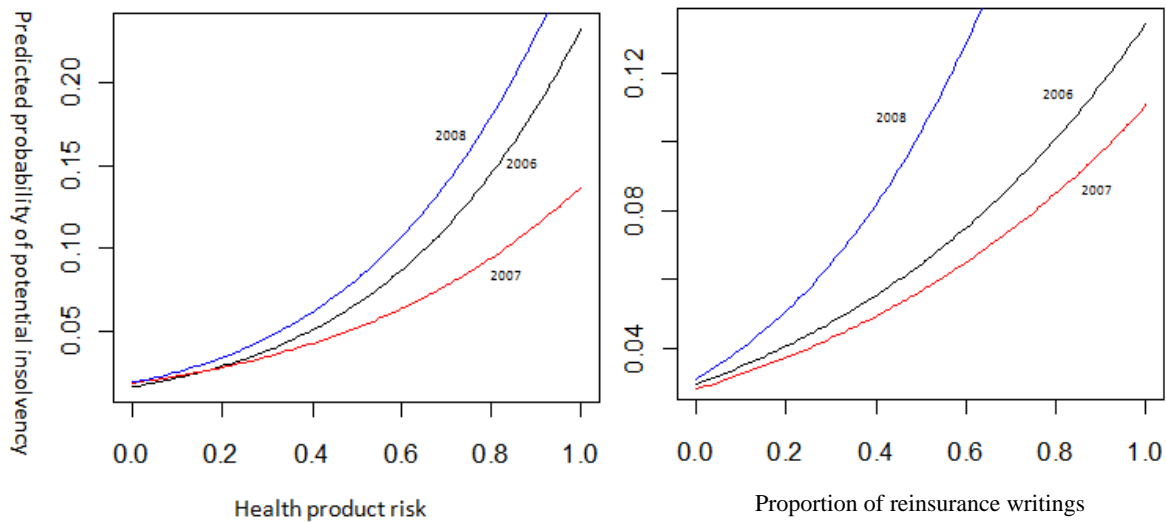 Predicted probability of potential insolvency
0.20
0.15
0.10
0.05
2008
2006
2007
0.0 0.2 0.4 0.6 0.8 1.0
Health product risk
0.12
0.08
0.04
2008
2006
2007
0.0 0.2 0.4 0.6 0.8 1.0
Proportion of reinsurance writings